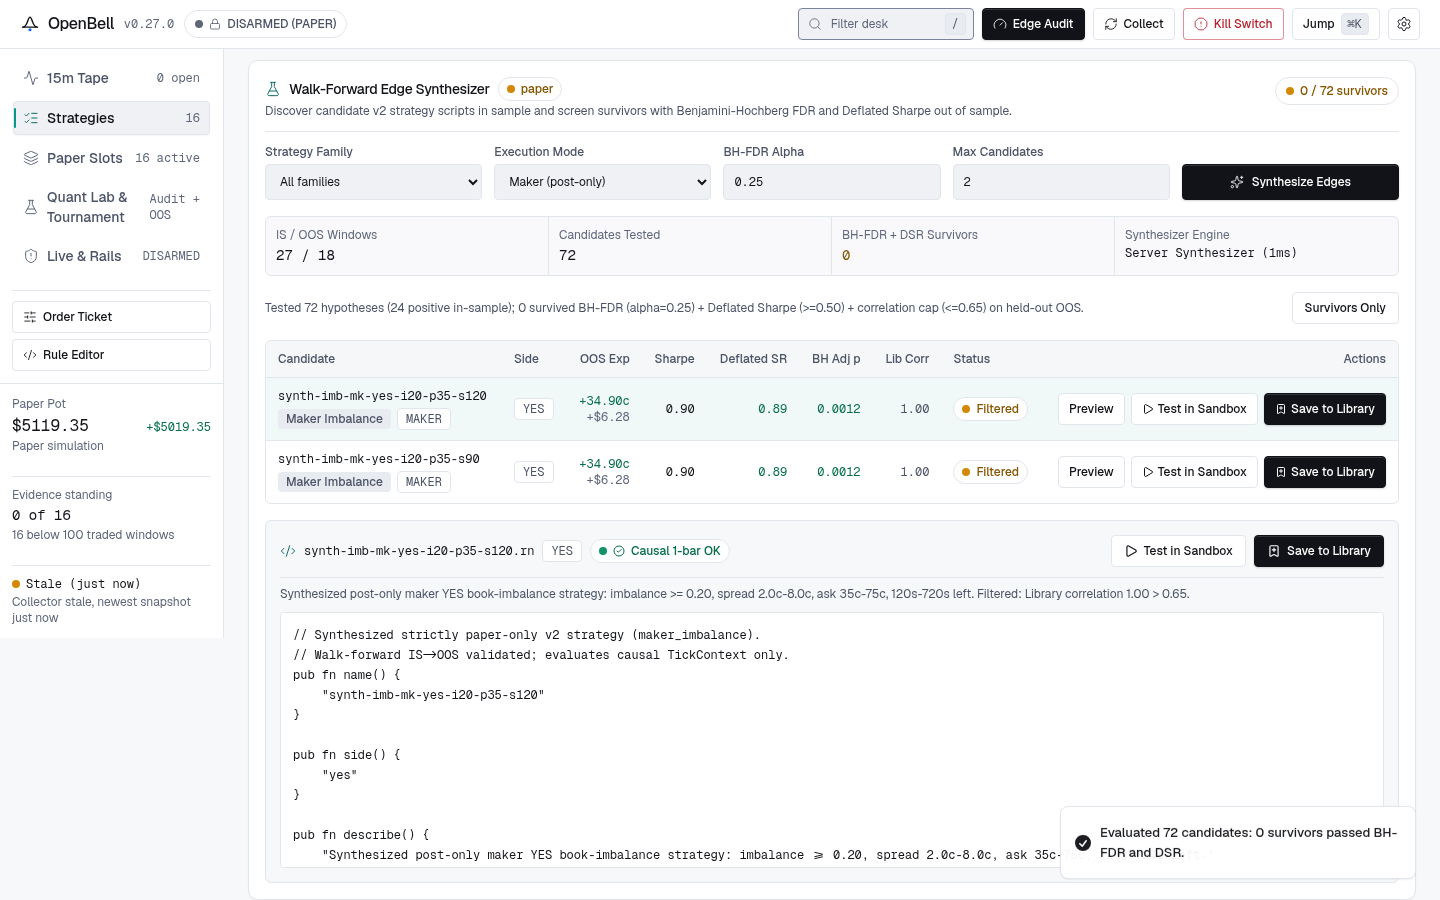 OpenBell v0.27.0 DISARMED (PAPER) Filter desk / Edge Audit Collect Kill Switch Jump ⌘K
15m Tape 0 open
Strategies 16
Paper Slots 16 active
Quant Lab & Tournament Audit + OOS
Live & Rails DISARMED
Order Ticket
Rule Editor
Paper Pot
$5119.35 +$5019.35
Paper simulation
Evidence standing
0 of 16
16 below 100 traded windows
Stale (just now)
Collector stale, newest snapshot
just now
Walk-Forward Edge Synthesizer paper 0 / 72 survivors
Discover candidate v2 strategy scripts in sample and screen survivors with Benjamini-Hochberg FDR and Deflated Sharpe out of sample.
Strategy Family Execution Mode BH-FDR Alpha Max Candidates
All families Maker (post-only) 0.25 2 Synthesize Edges
IS / OOS Windows Candidates Tested BH-FDR + DSR Survivors Synthesizer Engine
27 / 18 72 0 Server Synthesizer (1ms)
Tested 72 hypotheses (24 positive in-sample); 0 survived BH-FDR (alpha=0.25) + Deflated Sharpe (>=0.50) + correlation cap (<=0.65) on held-out OOS. Survivors Only
Candidate Side OOS Exp Sharpe Deflated SR BH Adj p Lib Corr Status Actions
synth-imb-mk-yes-i20-p35-s120 YES +34.90c 0.90 0.89 0.0012 1.00 Filtered Preview Test in Sandbox Save to Library
Maker Imbalance MAKER +$6.28
synth-imb-mk-yes-i20-p35-s90 YES +34.90c 0.90 0.89 0.0012 1.00 Filtered Preview Test in Sandbox Save to Library
Maker Imbalance MAKER +$6.28
synth-imb-mk-yes-i20-p35-s120.rn YES Causal 1-bar OK Test in Sandbox Save to Library
Synthesized post-only maker YES book-imbalance strategy: imbalance >= 0.20, spread 2.0c-8.0c, ask 35c-75c, 120s-720s left. Filtered: Library correlation 1.00 > 0.65.
// Synthesized strictly paper-only v2 strategy (maker_imbalance).
// Walk-forward IS→OOS validated; evaluates causal TickContext only.
pub fn name() {
"synth-imb-mk-yes-i20-p35-s120"
}
pub fn side() {
"yes"
}
pub fn describe() {
"Synthesized post-only maker YES book-imbalance strategy: imbalance ≥ 0.20, spread 2.0c-8.0c, ask 35c-
Evaluated 72 candidates: 0 survivors passed BH-
FDR and DSR.